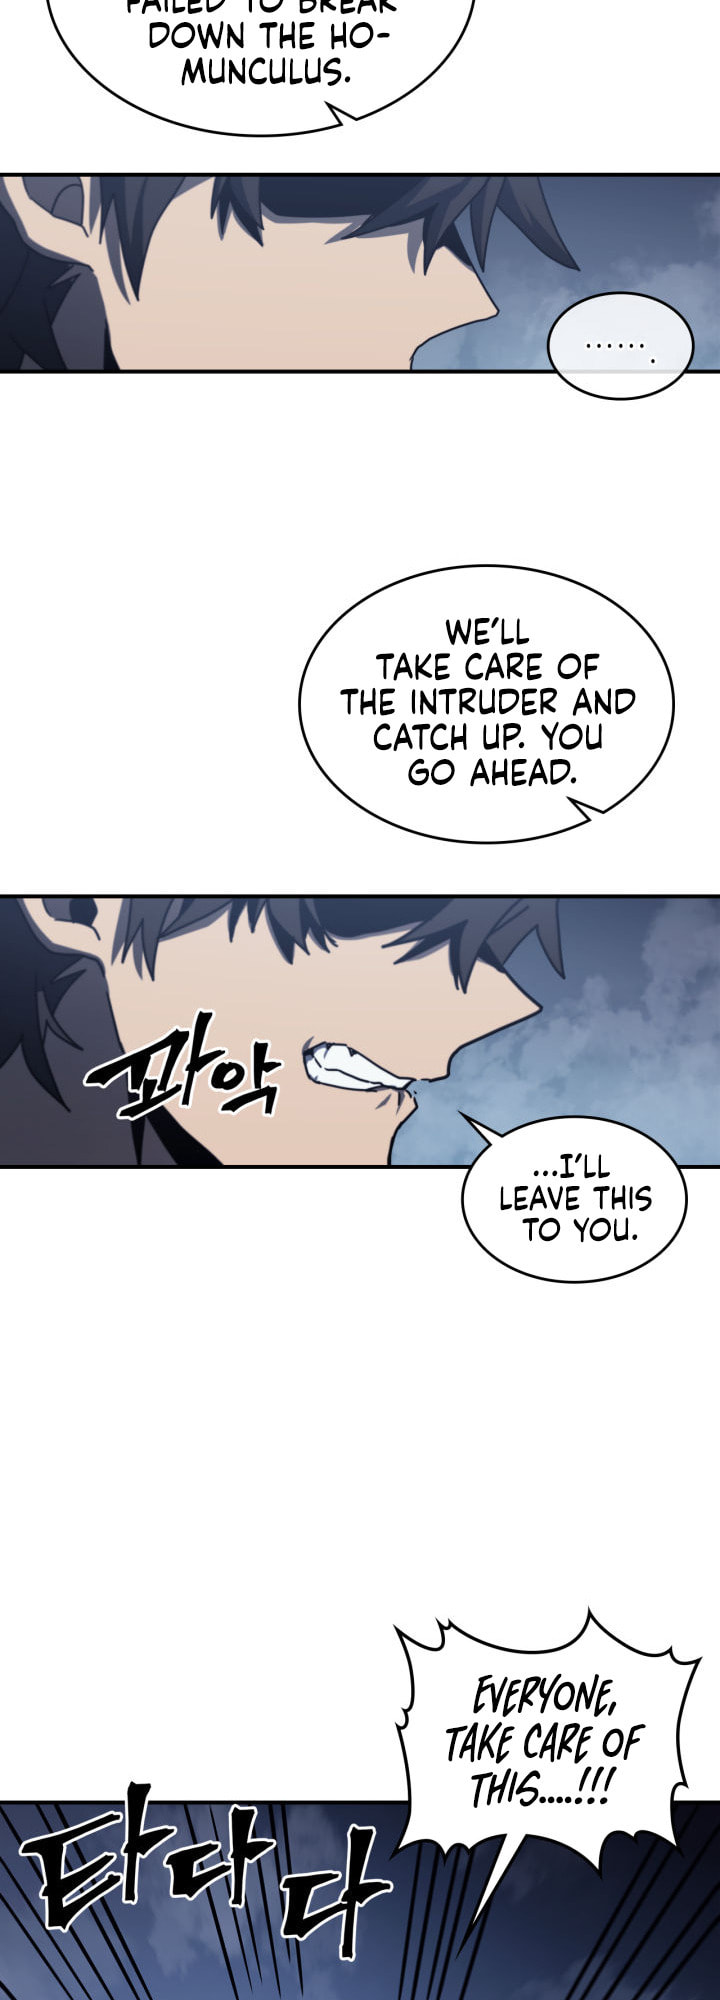 FAILED TO BREAK
DOWN THE HO-
MUNCULUS.
.......
WE'LL
TAKE CARE OF
THE INTRUDER AND
CATCH UP. YOU
GO AHEAD.
꽈악
...I'LL
LEAVE THIS
TO YOU.
EVERYONE,
TAKE CARE OF
THIS....!!!
타다다